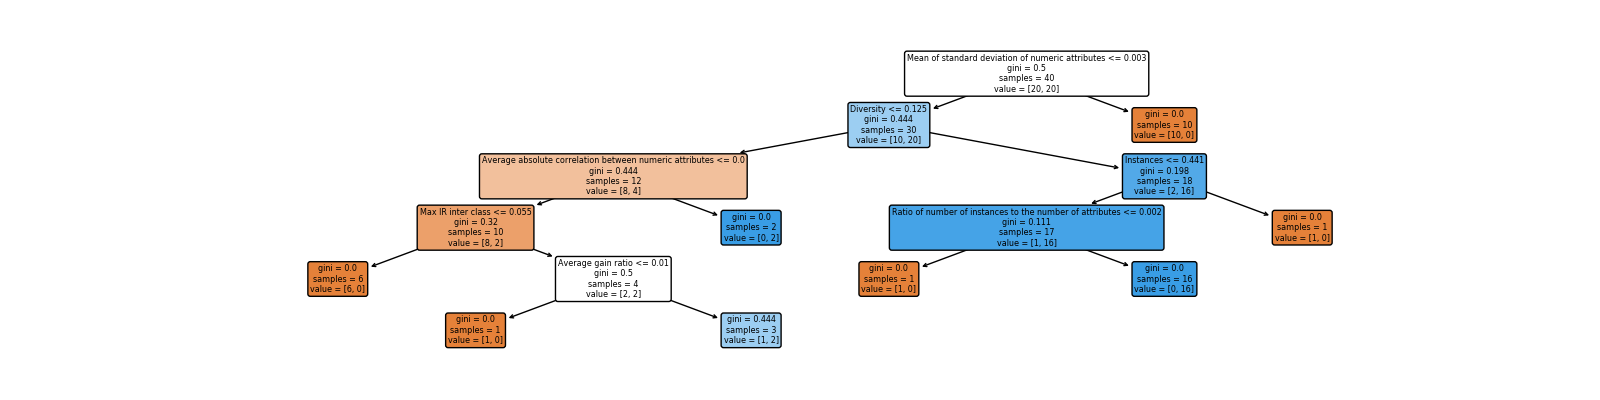 Mean of standard deviation of numeric attributes <= 0.003
gini = 0.5
samples = 40
value = [20, 20]
Diversity <= 0.125
gini = 0.444
samples = 30
value = [10, 20]
gini = 0.0
samples = 10
value = [10, 0]
Average absolute correlation between numeric attributes <= 0.0
gini = 0.444
samples = 12
value = [8, 4]
Instances <= 0.441
gini = 0.198
samples = 18
value = [2, 16]
Max IR inter class <= 0.055
gini = 0.32
samples = 10
value = [8, 2]
gini = 0.0
samples = 2
value = [0, 2]
Ratio of number of instances to the number of attributes <= 0.002
gini = 0.111
samples = 17
value = [1, 16]
gini = 0.0
samples = 1
value = [1, 0]
gini = 0.0
samples = 6
value = [6, 0]
Average gain ratio <= 0.01
gini = 0.5
samples = 4
value = [2, 2]
gini = 0.0
samples = 1
value = [1, 0]
gini = 0.0
samples = 16
value = [0, 16]
gini = 0.0
samples = 1
value = [1, 0]
gini = 0.444
samples = 3
value = [1, 2]